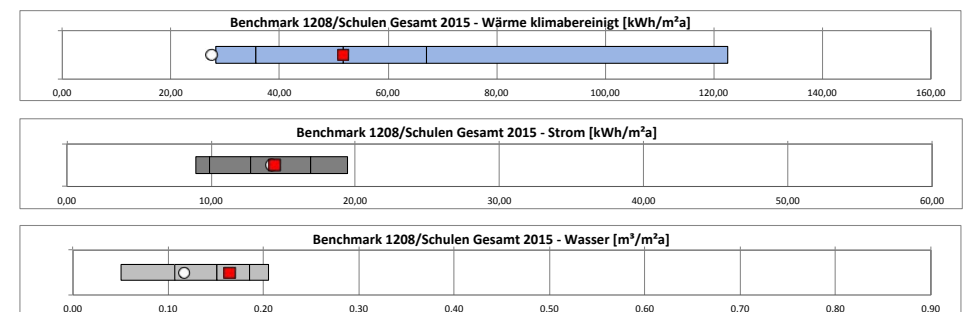 Benchmark 1208/Schulen Gesamt 2015 - Wärme klimabereinigt [kWh/m²a]
0,00 20,00 40,00 60,00 80,00 100,00 120,00 140,00 160,00
Benchmark 1208/Schulen Gesamt 2015 - Strom [kWh/m²a]
0,00 10,00 20,00 30,00 40,00 50,00 60,00
Benchmark 1208/Schulen Gesamt 2015 - Wasser [m³/m²a]
0,00 0,10 0,20 0,30 0,40 0,50 0,60 0,70 0,80 0,90